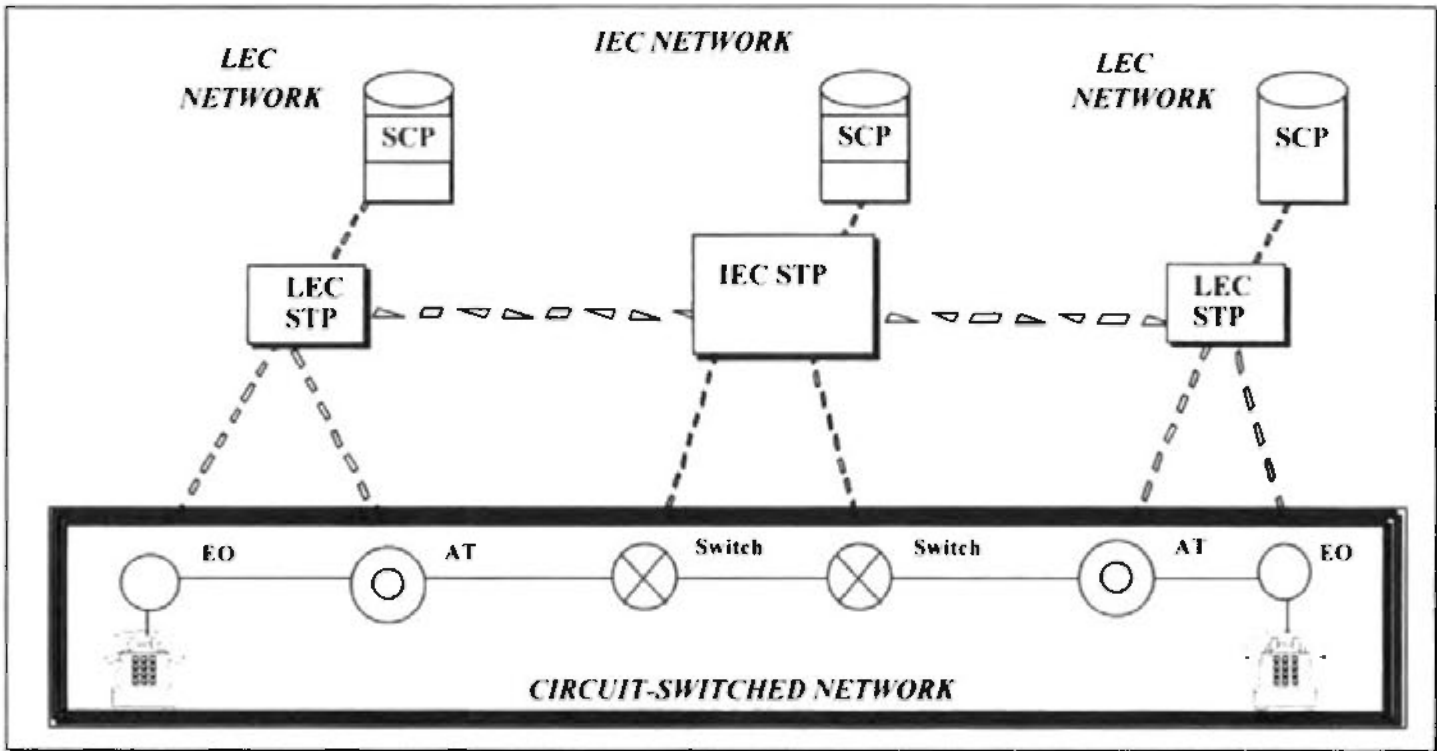 LEC
NETWORK
IEC NETWORK
LEC
NETWORK
SCP
SCP
SCP
LEC
STP
IEC STP
LEC
STP
EO
AT
Switch
Switch
AT
EO
CIRCUIT-SWITCHED NETWORK